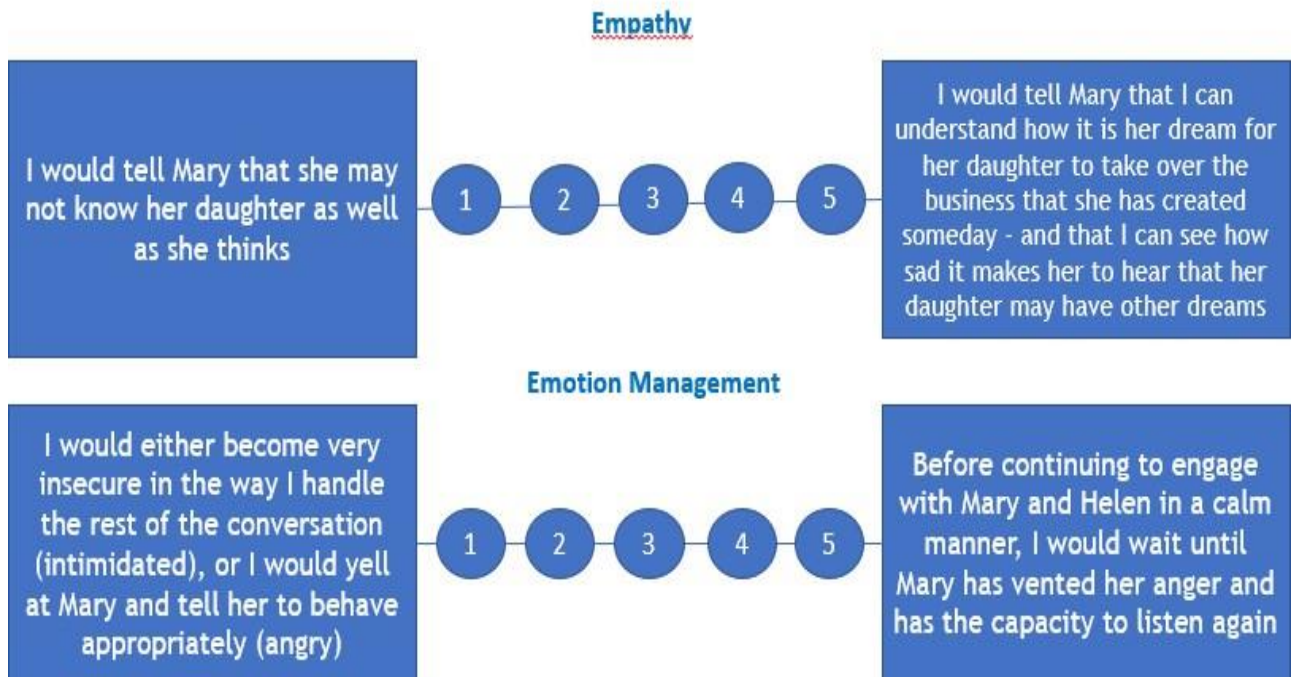 Empathy
I would tell Mary that she may
not know her daughter as well
as she thinks
1 2 3 4 5
I would tell Mary that I can
understand how it is her dream for
her daughter to take over the
business that she has created
someday - and that I can see how
sad it makes her to hear that her
daughter may have other dreams
Emotion Management
I would either become very
insecure in the way I handle
the rest of the conversation
(intimidated), or I would yell
at Mary and tell her to behave
appropriately (angry)
1 2 3 4 5
Before continuing to engage
with Mary and Helen in a calm
manner, I would wait until
Mary has vented her anger and
has the capacity to listen again